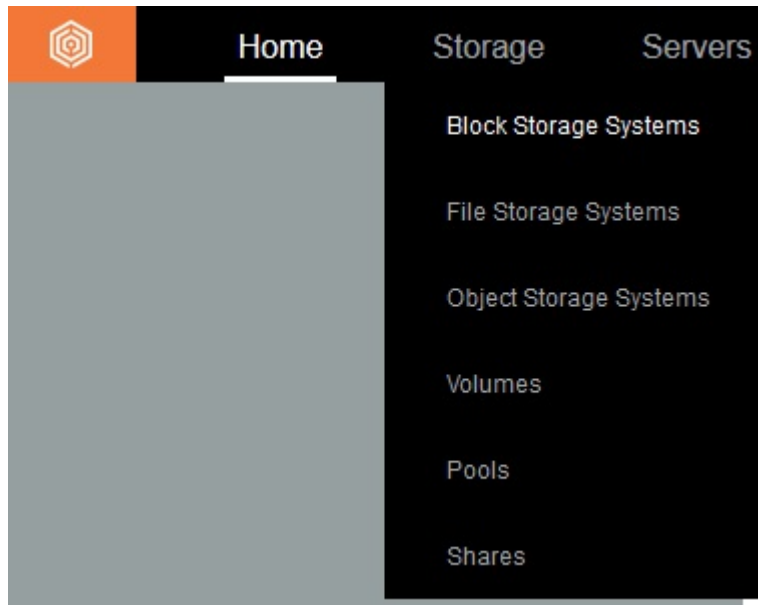 Home Storage Servers
Block Storage Systems
File Storage Systems
Object Storage Systems
Volumes
Pools
Shares